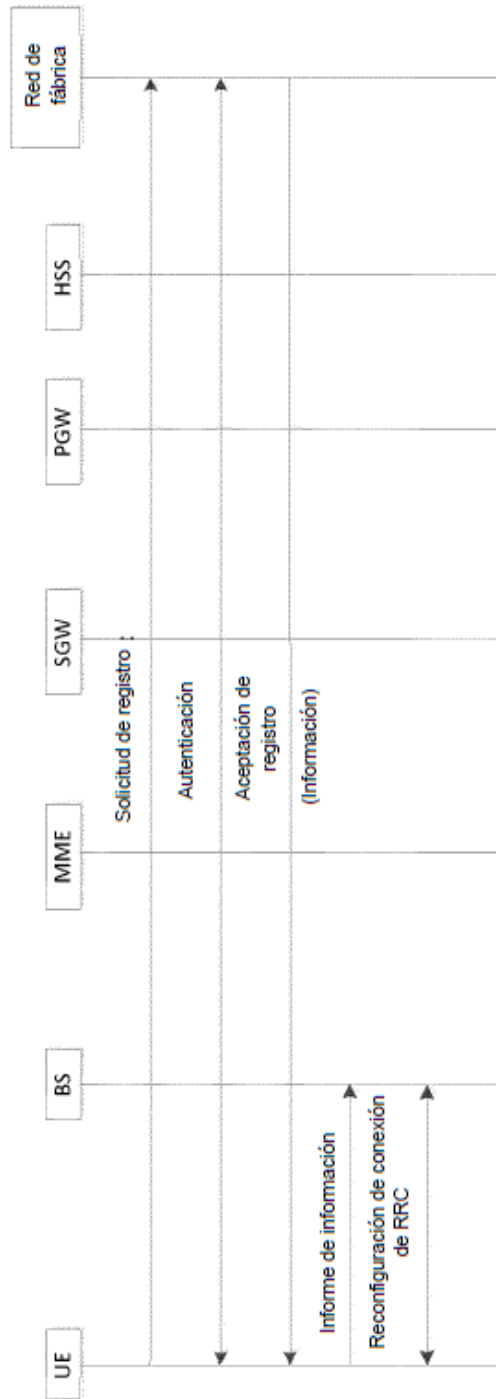 UE
BS
MME
SGW
PGW
HSS
Red de
fábrica
Solicitud de registro :
Autenticación
Aceptación de
registro
(Información)
Informe de información
Reconfiguración de conexión
de RRC